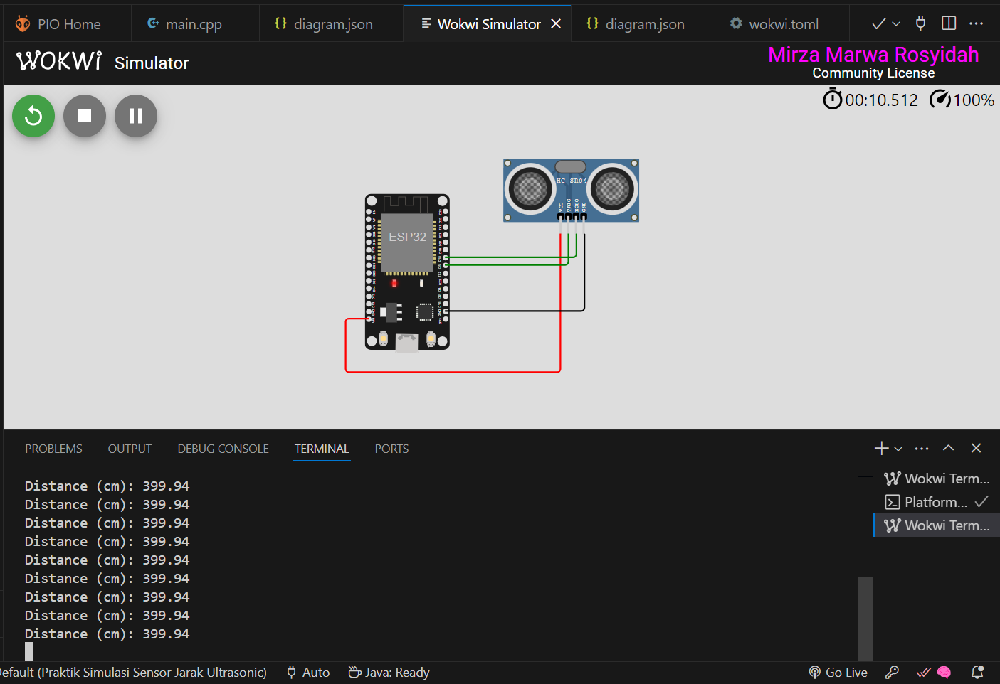 PIO Home
main.cpp
diagram.json
Wokwi Simulator
diagram.json
wokwi.toml
WOKWi Simulator
Mirza Marwa Rosyidah
Community License
00:10.512 100%
HC-SR04
VCC
TRIG
ECHO
GND
ESP32
PROBLEMS OUTPUT DEBUG CONSOLE TERMINAL PORTS
Distance (cm): 399.94
Distance (cm): 399.94
Distance (cm): 399.94
Distance (cm): 399.94
Distance (cm): 399.94
Distance (cm): 399.94
Distance (cm): 399.94
Distance (cm): 399.94
Distance (cm): 399.94
Wokwi Term...
Platform...
Wokwi Term...
efault (Praktik Simulasi Sensor Jarak Ultrasonic) Auto Java: Ready Go Live